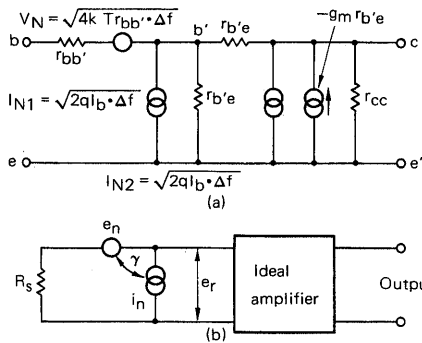 V_N = √4k Tr_bb'•Δf
-g_m r_b'e
b
r_bb'
b'
r_b'e
c
I_N1 = √2qI_b•Δf
r_b'e
r_cc
e
e'
I_N2 = √2qI_b•Δf
(a)
e_n
γ
R_s
i_n
e_r
Ideal
amplifier
Outpu
(b)